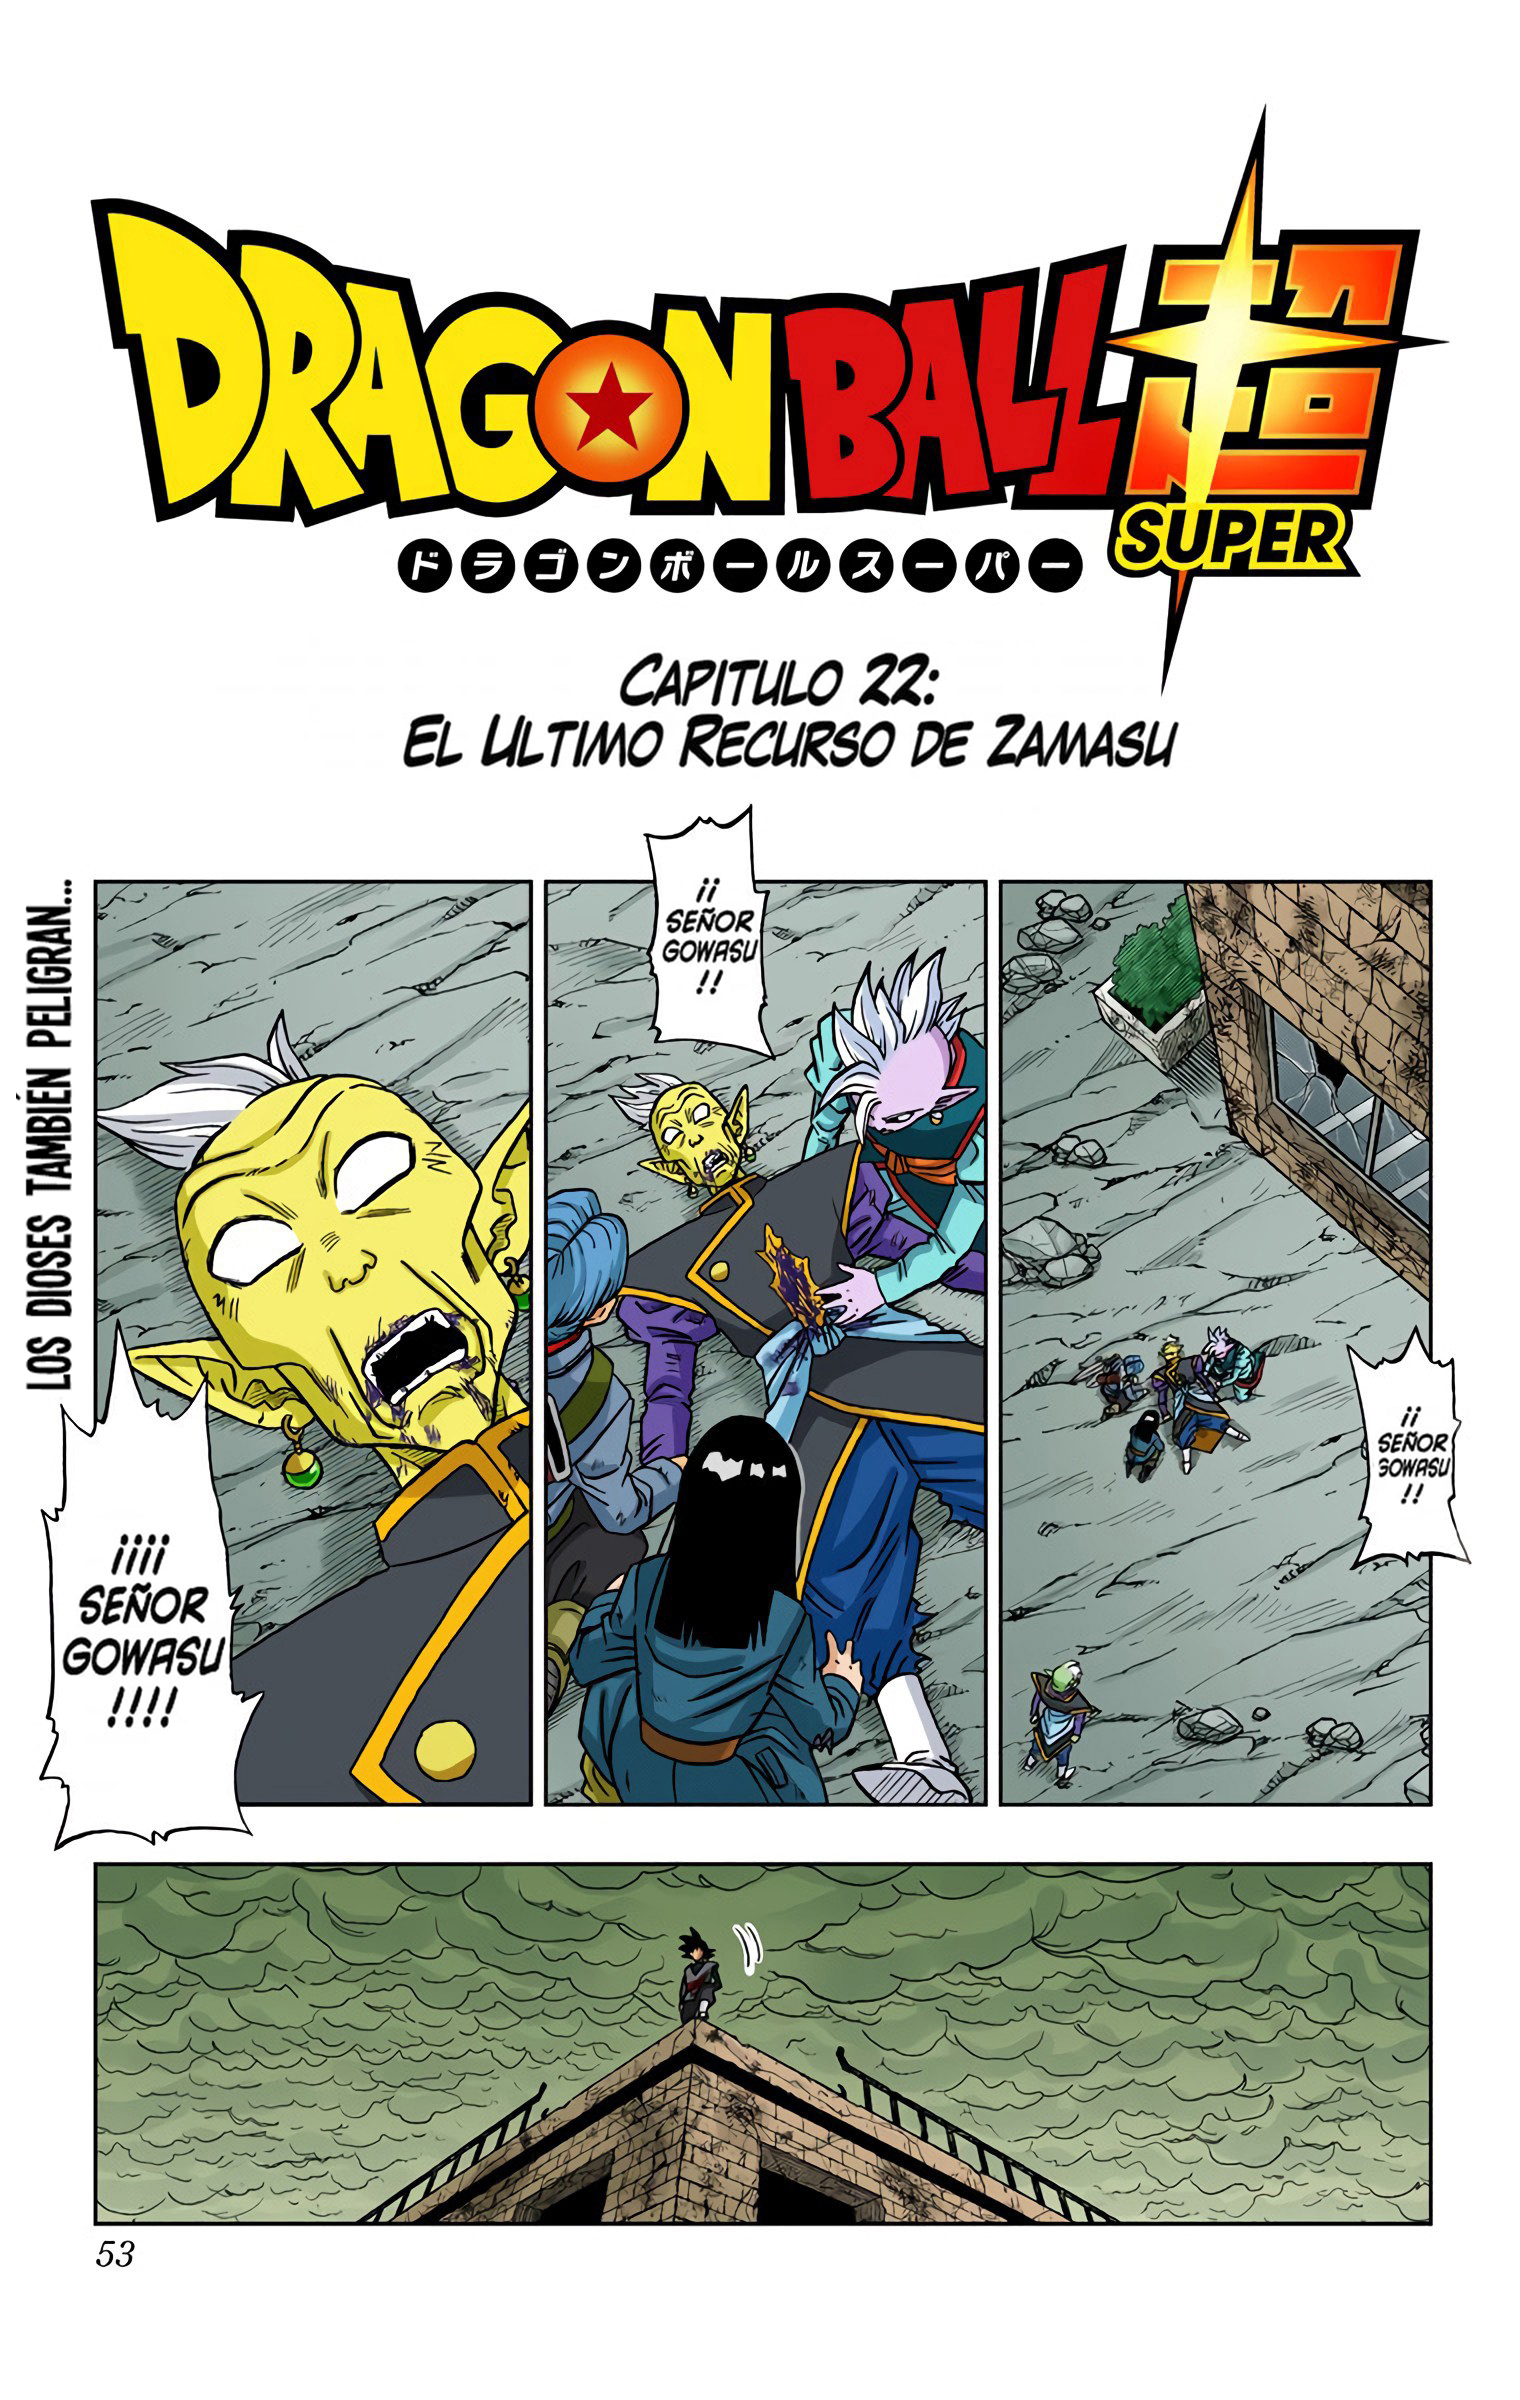 DRAGON BALL 超
SUPER
ドラゴンボールスーパー
CAPITULO 22:
EL ULTIMO RECURSO DE ZAMASU
¡¡
SEÑOR
GOWASU
!!
¡¡
SEÑOR
GOWASU
!!
¡¡¡¡
SEÑOR
GOWASU
!!!!
LOS DIOSES TAMBIÉN PELIGRAN...
53